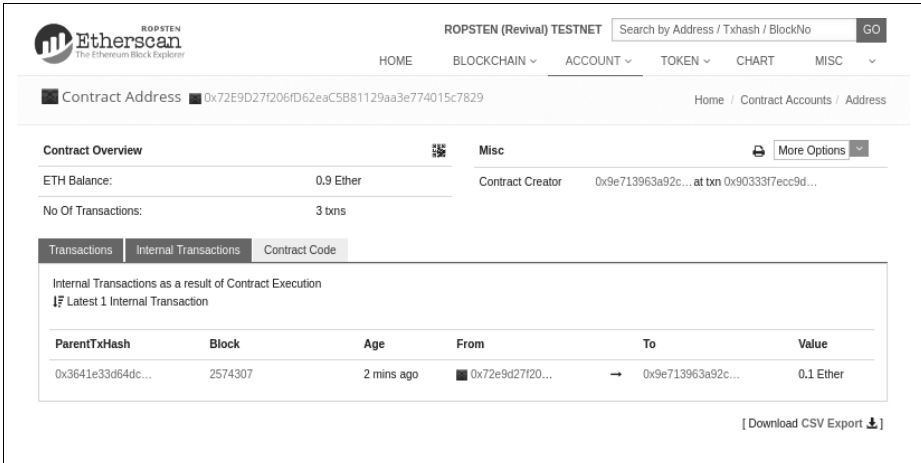 ROPSTEN
Etherscan
The Ethereum Block Explorer
ROPSTEN (Revival) TESTNET
Search by Address / Txhash / BlockNo
GO
HOME BLOCKCHAIN ACCOUNT TOKEN CHART MISC
Contract Address 0x72E9D27f206fD62eaC5B81129aa3e774015c7829
Home / Contract Accounts / Address
Contract Overview
ETH Balance: 0.9 Ether
No Of Transactions: 3 txns
Misc
More Options
Contract Creator 0x9e713963a92c... at txn 0x90333f7ecc9d...
Transactions Internal Transactions Contract Code
Internal Transactions as a result of Contract Execution
Latest 1 Internal Transaction
ParentTxHash Block Age From To Value
0x3641e33d64dc... 2574307 2 mins ago 0x72e9d27f20... → 0x9e713963a92c... 0.1 Ether
[ Download CSV Export ]